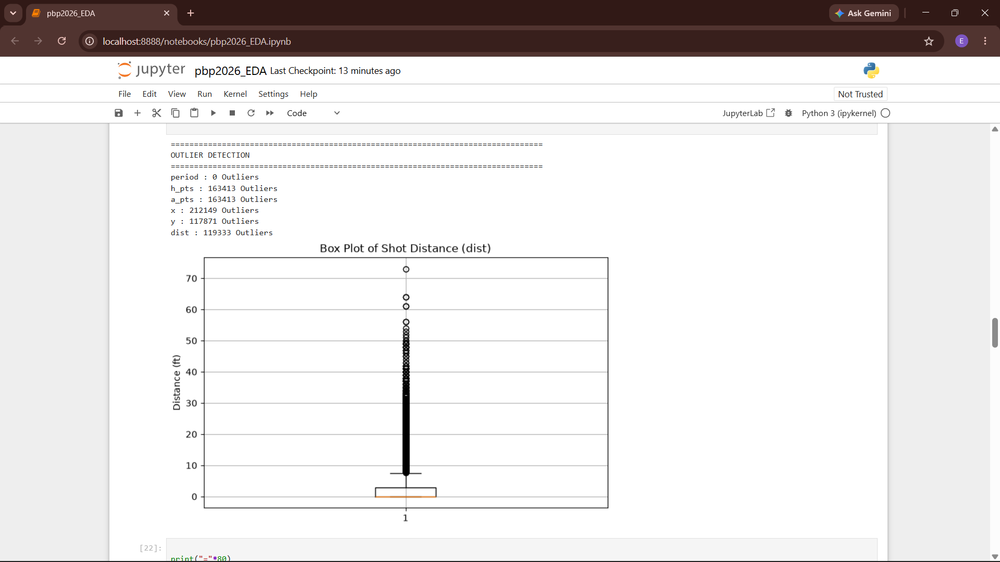 pbp2026_EDA
Ask Gemini
localhost:8888/notebooks/pbp2026_EDA.ipynb
E
jupyter pbp2026_EDA Last Checkpoint: 13 minutes ago
File Edit View Run Kernel Settings Help
Not Trusted
Code
JupyterLab
Python 3 (ipykernel)
================================================================================
OUTLIER DETECTION
================================================================================
period : 0 Outliers
h_pts : 163413 Outliers
a_pts : 163413 Outliers
x : 212149 Outliers
y : 117871 Outliers
dist : 119333 Outliers
Box Plot of Shot Distance (dist)
70
60
50
40
30
20
10
0
Distance (ft)
1
[22]:
print("="*80)